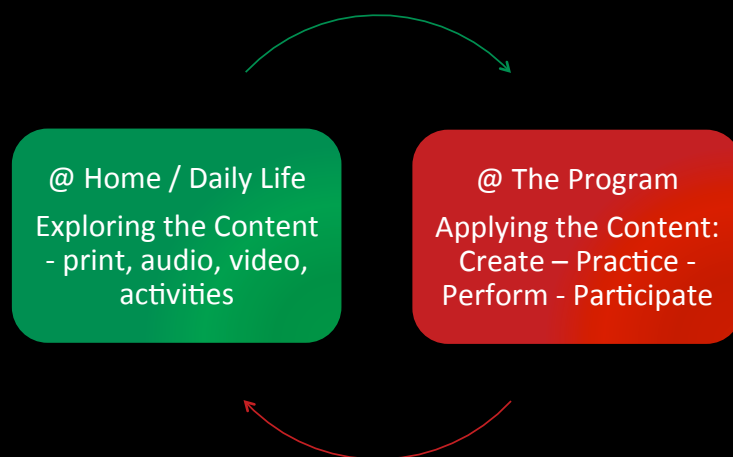 @ Home / Daily Life
Exploring the Content
- print, audio, video,
activities
@ The Program
Applying the Content:
Create – Practice -
Perform - Participate